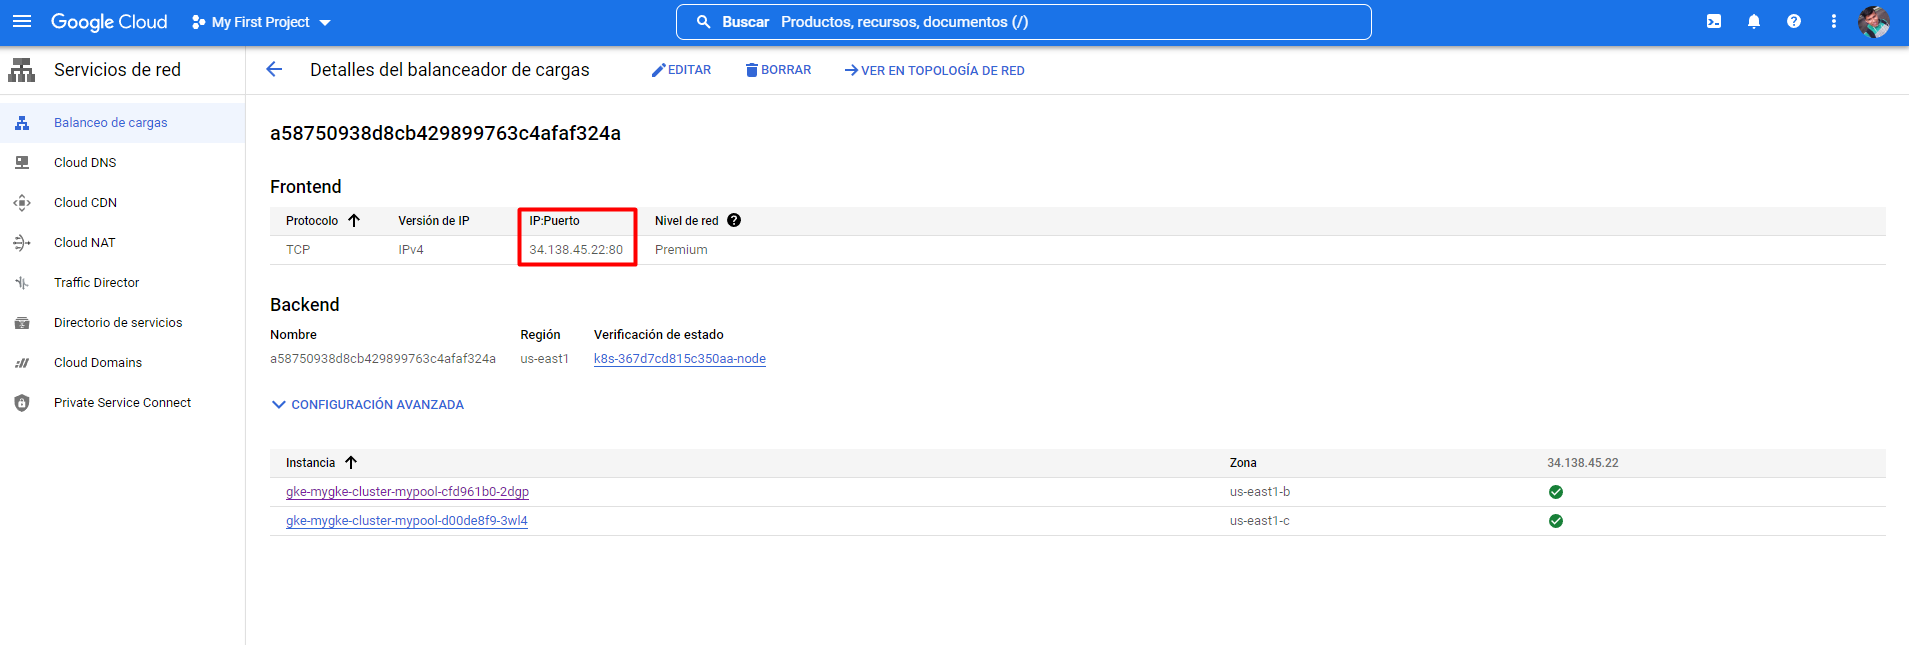 Google Cloud My First Project Buscar Productos, recursos, documentos (/)
Servicios de red
Detalles del balanceador de cargas EDITAR BORRAR VER EN TOPOLOGÍA DE RED
Balanceo de cargas
Cloud DNS
Cloud CDN
Cloud NAT
Traffic Director
Directorio de servicios
Cloud Domains
Private Service Connect
a58750938d8cb429899763c4afaf324a
Frontend
Protocolo Versión de IP IP:Puerto Nivel de red
TCP IPv4 34.138.45.22:80 Premium
Backend
Nombre Región Verificación de estado
a58750938d8cb429899763c4afaf324a us-east1 k8s-367d7cd815c350aa-node
CONFIGURACIÓN AVANZADA
Instancia Zona 34.138.45.22
gke-mygke-cluster-mypool-cfd961b0-2dgp us-east1-b
gke-mygke-cluster-mypool-d00de8f9-3wl4 us-east1-c